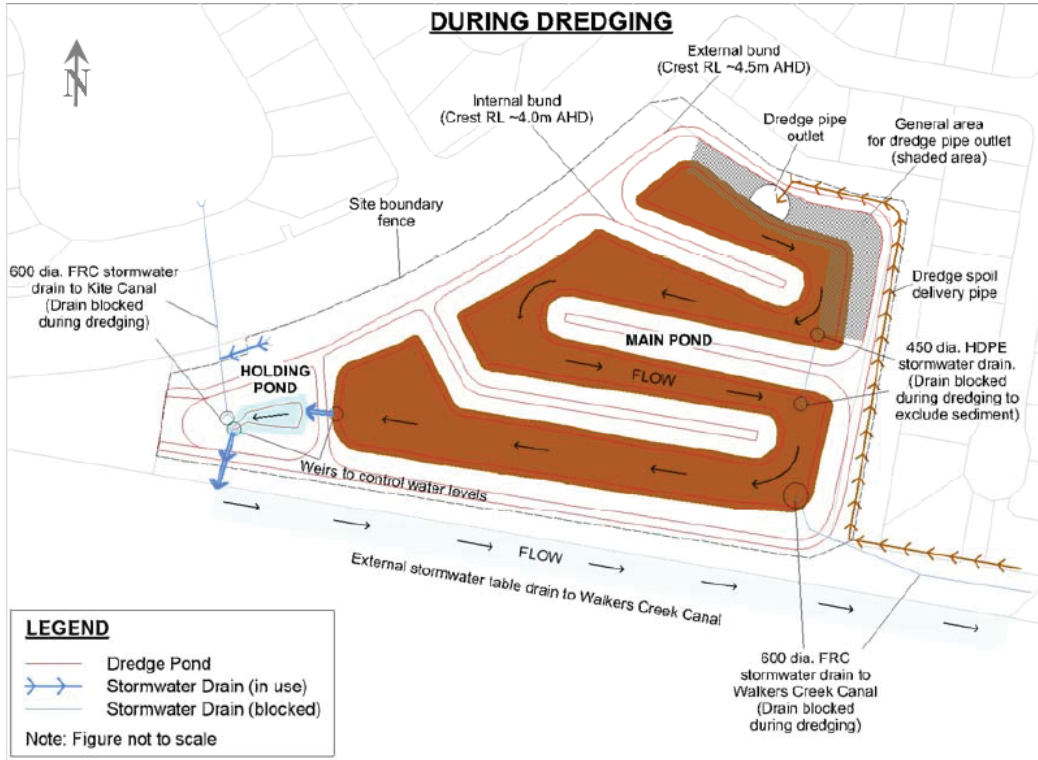 DURING DREDGING
N
External bund
(Crest RL ~4.5m AHD)
Internal bund
(Crest RL ~4.0m AHD)
Dredge pipe
outlet
General area
for dredge pipe outlet
(shaded area)
Site boundary
fence
600 dia. FRC stormwater
drain to Kite Canal
(Drain blocked
during dredging)
Dredge spoil
delivery pipe
MAIN POND
HOLDING
POND
FLOW
450 dia. HDPE
stormwater drain.
(Drain blocked
during dredging to
exclude sediment)
Weirs to control water levels
FLOW
External stormwater table drain to Walkers Creek Canal
600 dia. FRC
stormwater drain to
Walkers Creek Canal
(Drain blocked
during dredging)
LEGEND
Dredge Pond
Stormwater Drain (in use)
Stormwater Drain (blocked)
Note: Figure not to scale